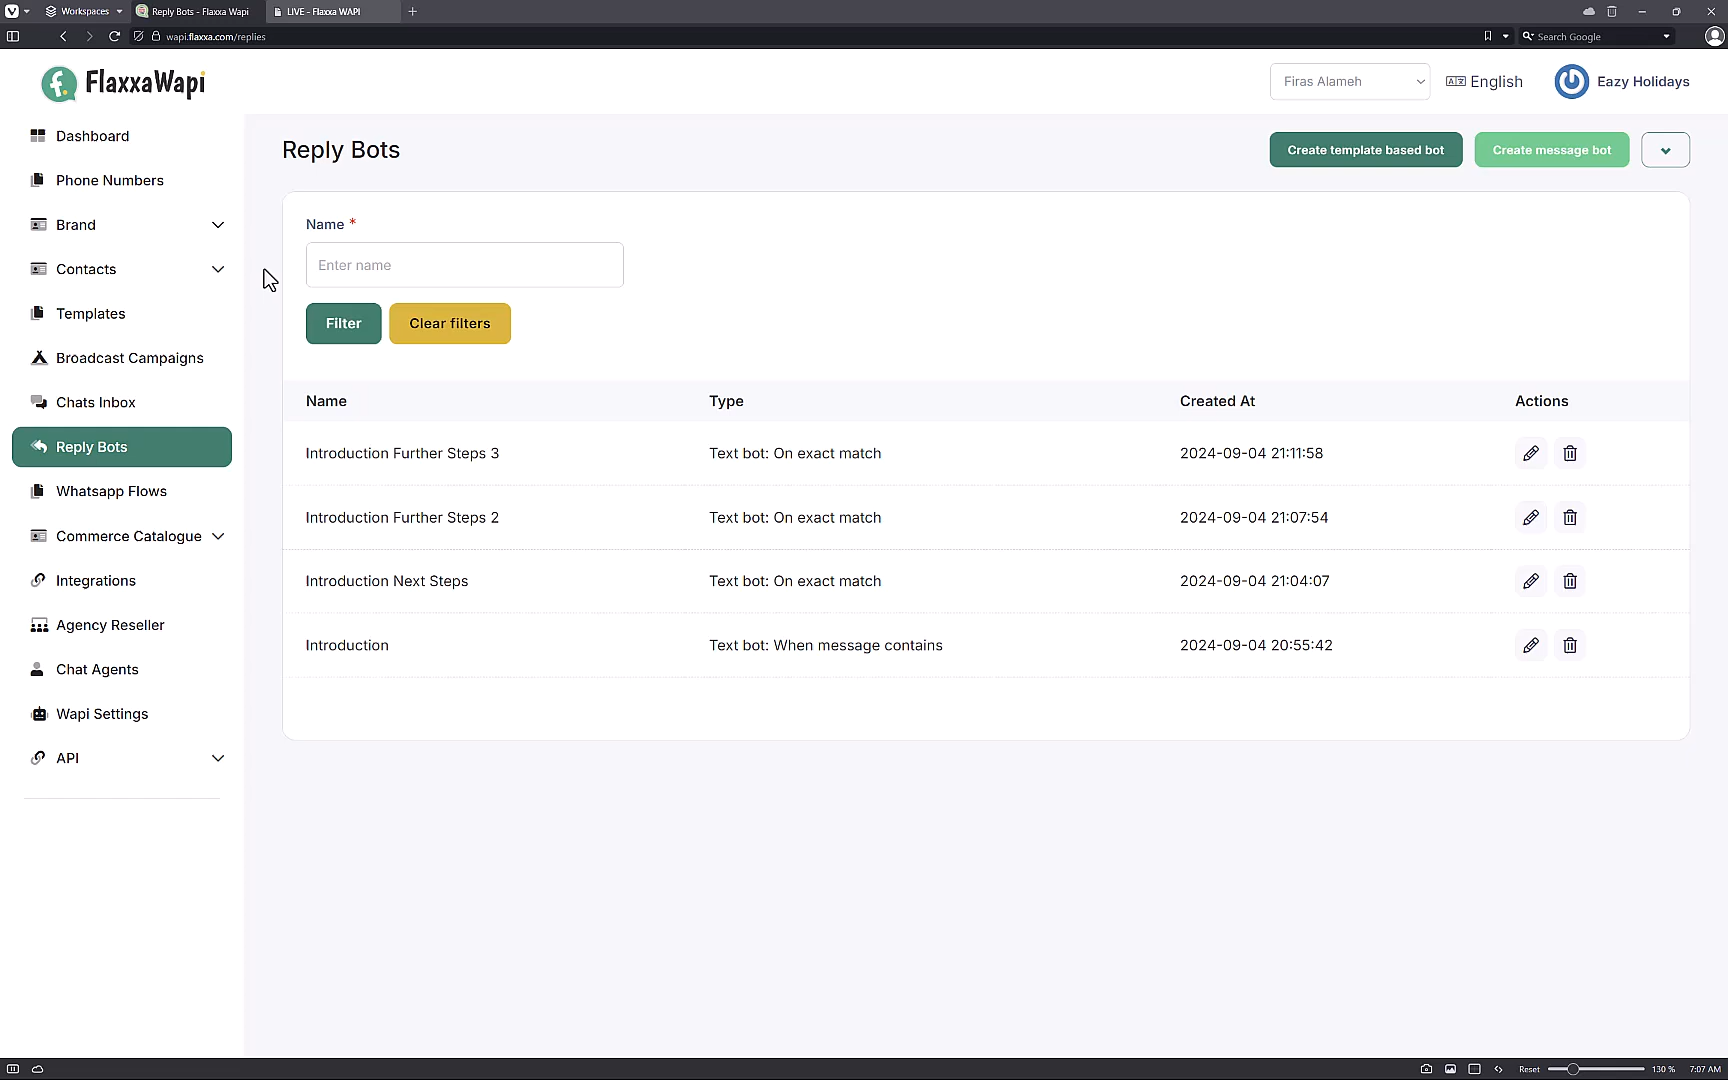 Workspaces
Reply Bots - Flaxxa Wapi
LIVE - Flaxxa WAPI
wapi.flaxxa.com/replies
Search Google
FlaxxaWapi
Firas Alameh
English
Eazy Holidays
Dashboard
Phone Numbers
Brand
Contacts
Templates
Broadcast Campaigns
Chats Inbox
Reply Bots
Whatsapp Flows
Commerce Catalogue
Integrations
Agency Reseller
Chat Agents
Wapi Settings
API
Reply Bots
Create template based bot
Create message bot
Name *
Enter name
Filter
Clear filters
Name Type Created At Actions
Introduction Further Steps 3 Text bot: On exact match 2024-09-04 21:11:58
Introduction Further Steps 2 Text bot: On exact match 2024-09-04 21:07:54
Introduction Next Steps Text bot: On exact match 2024-09-04 21:04:07
Introduction Text bot: When message contains 2024-09-04 20:55:42
Reset 130 % 7:07 AM